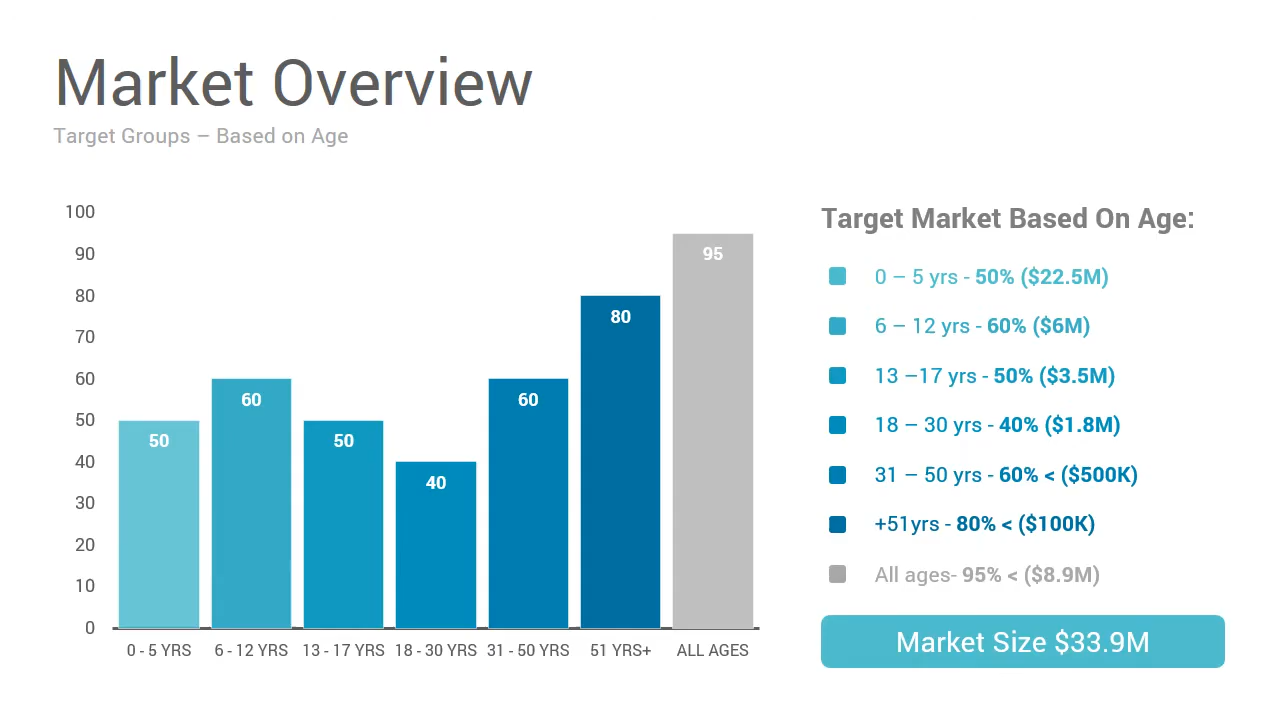 Market Overview
Target Groups – Based on Age
100
90
80
70
60
50
40
30
20
10
0
50
60
50
40
60
80
95
0 - 5 YRS
6 - 12 YRS
13 - 17 YRS
18 - 30 YRS
31 - 50 YRS
51 YRS+
ALL AGES
Target Market Based On Age:
0 – 5 yrs - 50% ($22.5M)
6 – 12 yrs - 60% ($6M)
13 –17 yrs - 50% ($3.5M)
18 – 30 yrs - 40% ($1.8M)
31 – 50 yrs - 60% < ($500K)
+51yrs - 80% < ($100K)
All ages- 95% < ($8.9M)
Market Size $33.9M